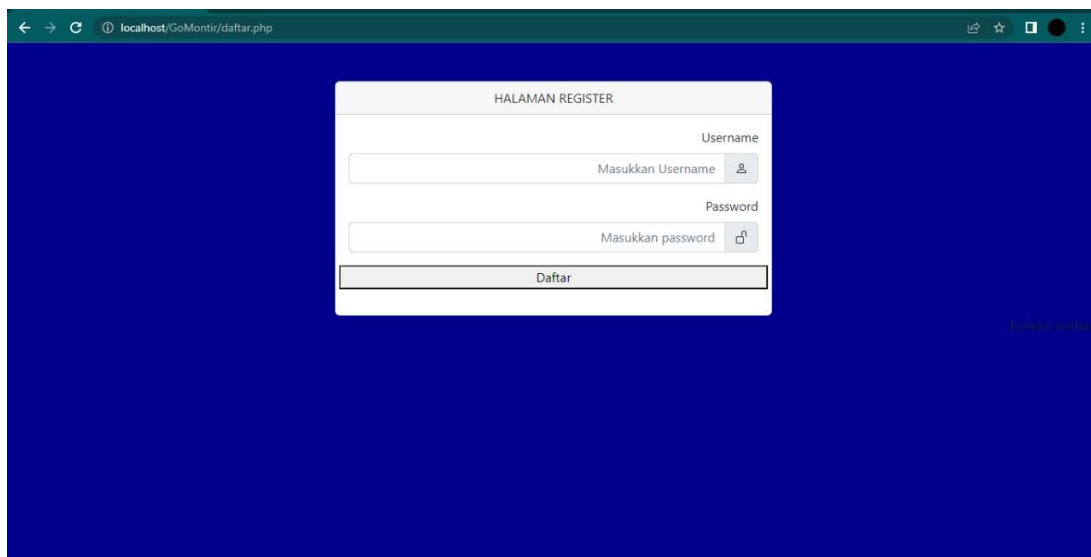 localhost/GoMontir/daftar.php
HALAMAN REGISTER
Username
Masukkan Username
Password
Masukkan password
Daftar
koneksi berha